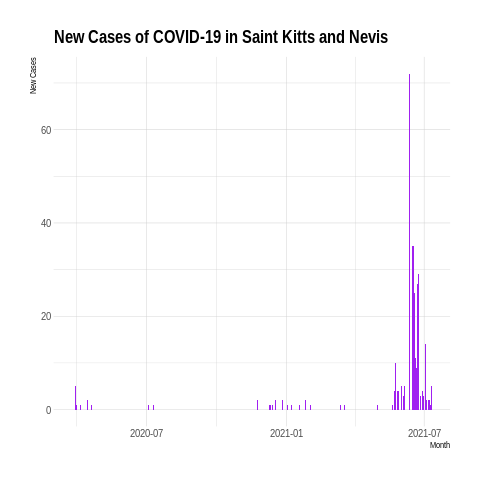 New Cases of COVID-19 in Saint Kitts and Nevis
New Cases
60
40
20
0
2020-07
2021-01
2021-07
Month